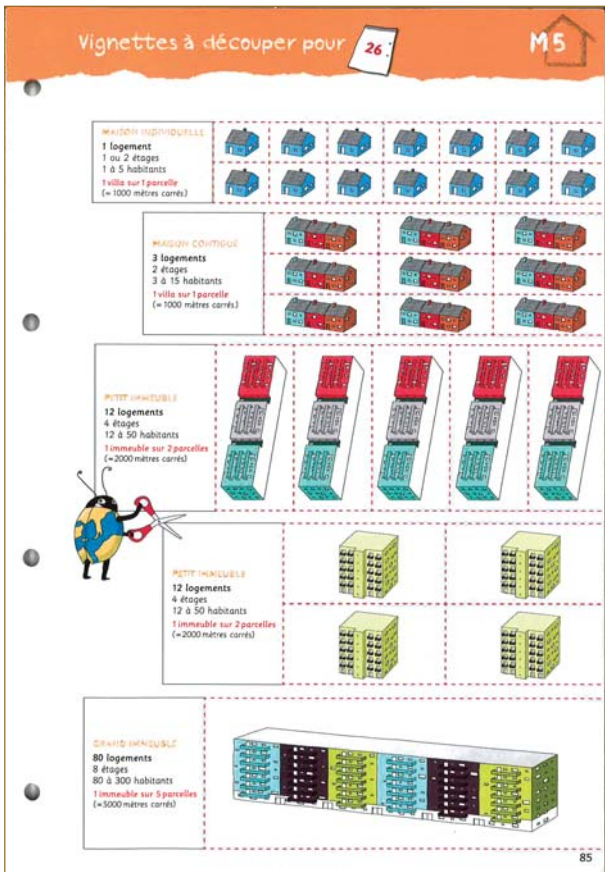 Vignettes à découper pour 26
M5
MAISON INDIVIDUELLE
1 logement
1 ou 2 étages
1 à 5 habitants
1 villa sur 1 parcelle
(= 1000 mètres carrés)
MAISON CONTIGUË
3 logements
2 étages
3 à 15 habitants
1 villa sur 1 parcelle
(= 1000 mètres carrés)
PETIT IMMEUBLE
12 logements
4 étages
12 à 50 habitants
1 immeuble sur 2 parcelles
(=2000 mètres carrés)
PETIT IMMEUBLE
12 logements
4 étages
12 à 50 habitants
1 immeuble sur 2 parcelles
(=2000 mètres carrés)
GRAND IMMEUBLE
80 logements
8 étages
80 à 300 habitants
1 immeuble sur 5 parcelles
(=5000 mètres carrés)
85